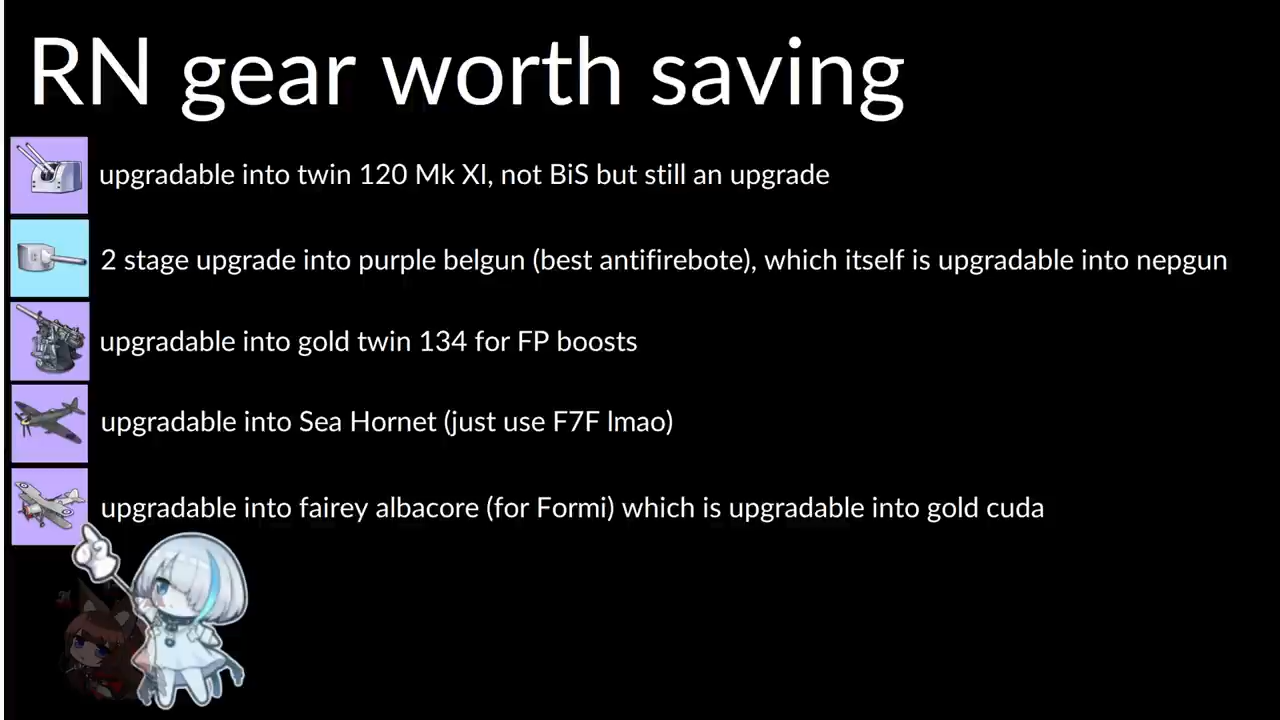 RN gear worth saving
upgradable into twin 120 Mk XI, not BiS but still an upgrade
2 stage upgrade into purple belgun (best antifirebote), which itself is upgradable into nepgun
upgradable into gold twin 134 for FP boosts
upgradable into Sea Hornet (just use F7F lmao)
upgradable into fairey albacore (for Formi) which is upgradable into gold cuda